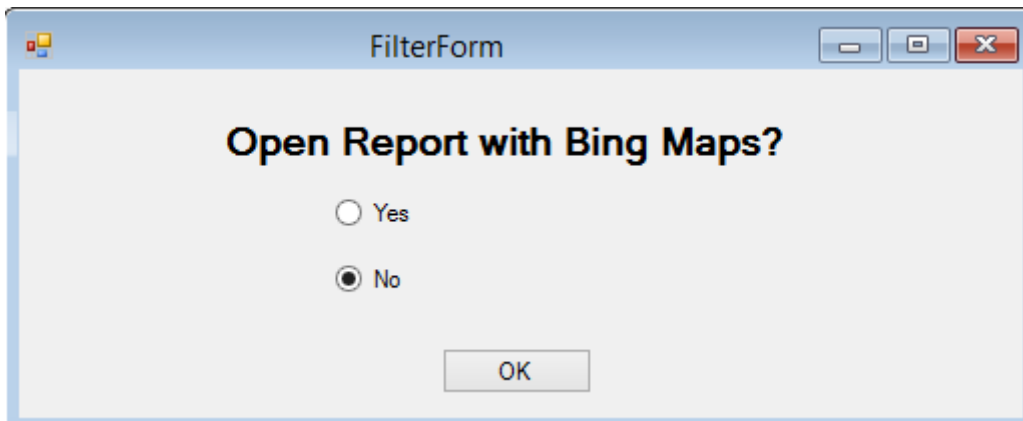 FilterForm
Open Report with Bing Maps?
Yes
No
OK